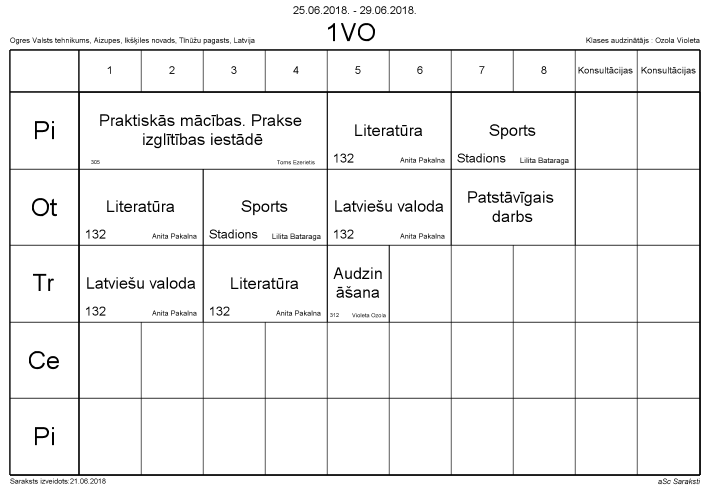 25.06.2018. - 29.06.2018.
1VO
Ogres Valsts tehnikums, Aizupes, Ikšķiles novads, Tīnūžu pagasts, Latvija
Klases audzinātājs : Ozola Violeta
1 2 3 4 5 6 7 8 Konsultācijas Konsultācijas
Pi
Praktiskās mācības. Prakse
izglītības iestādē
305 Toms Ezerietis
Literatūra
132 Anita Pakalna
Sports
Stadions Lilita Bataraga
Ot
Literatūra
132 Anita Pakalna
Sports
Stadions Lilita Bataraga
Latviešu valoda
132 Anita Pakalna
Patstāvīgais
darbs
Tr
Latviešu valoda
132 Anita Pakalna
Literatūra
132 Anita Pakalna
Audzin
āšana
312 Violeta Ozola
Ce
Pi
Saraksts izveidots:21.06.2018
aSc Saraksti